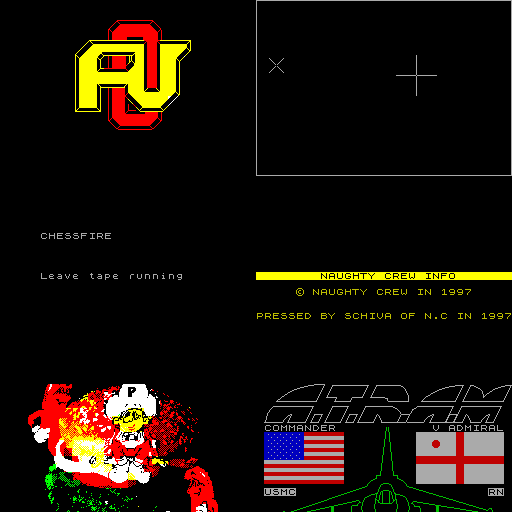 CHESSFIRE
Leave tape running
NAUGHTY CREW INFO
© NAUGHTY CREW IN 1997
PRESSED BY SCHIVA OF N.C IN 1997
P
A.T.R.A.M
COMMANDER V ADMIRAL
USMC RN